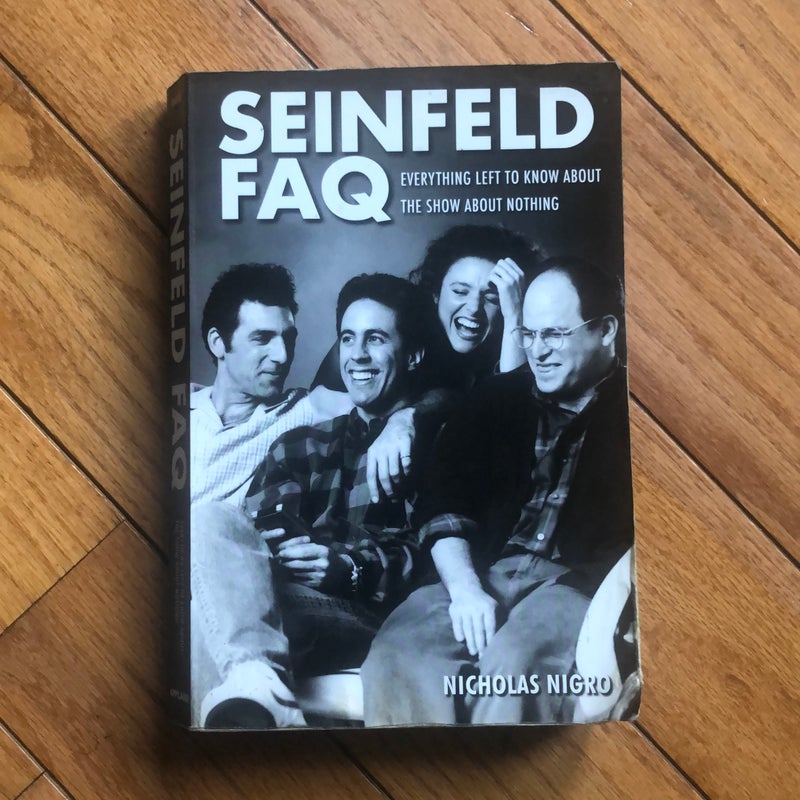 SEINFELD
FAQ
EVERYTHING LEFT TO KNOW ABOUT
THE SHOW ABOUT NOTHING
NICHOLAS NIGRO
SEINFELD FAQ